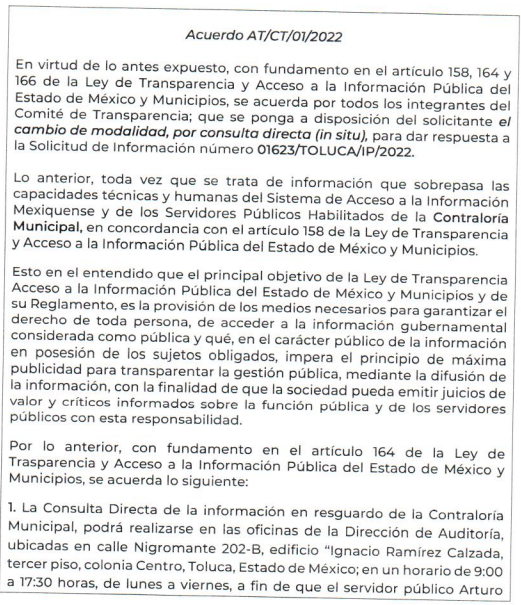 Acuerdo AT/CT/01/2022
En virtud de lo antes expuesto, con fundamento en el artículo 158, 164 y
166 de la Ley de Transparencia y Acceso a la Información Pública del
Estado de México y Municipios, se acuerda por todos los integrantes del
Comité de Transparencia; que se ponga a disposición del solicitante el
cambio de modalidad, por consulta directa (in situ), para dar respuesta a
la Solicitud de Información número 01623/TOLUCA/IP/2022.
Lo anterior, toda vez que se trata de información que sobrepasa las
capacidades técnicas y humanas del Sistema de Acceso a la Información
Mexiquense y de los Servidores Públicos Habilitados de la Contraloría
Municipal, en concordancia con el artículo 158 de la Ley de Transparencia
y Acceso a la Información Pública del Estado de México y Municipios.
Esto en el entendido que el principal objetivo de la Ley de Transparencia
Acceso a la Información Pública del Estado de México y Municipios y de
su Reglamento, es la provisión de los medios necesarios para garantizar el
derecho de toda persona, de acceder a la información gubernamental
considerada como pública y qué, en el carácter público de la información
en posesión de los sujetos obligados, impera el principio de máxima
publicidad para transparentar la gestión pública, mediante la difusión de
la información, con la finalidad de que la sociedad pueda emitir juicios de
valor y críticos informados sobre la función pública y de los servidores
públicos con esta responsabilidad.
Por lo anterior, con fundamento en el artículo 164 de la Ley de
Trasparencia y Acceso a la Información Pública del Estado de México y
Municipios, se acuerda lo siguiente:
1. La Consulta Directa de la información en resguardo de la Contraloría
Municipal, podrá realizarse en las oficinas de la Dirección de Auditoría,
ubicadas en calle Nigromante 202-B, edificio "Ignacio Ramírez Calzada,
tercer piso, colonia Centro, Toluca, Estado de México; en un horario de 9:00
a 17:30 horas, de lunes a viernes, a fin de que el servidor público Arturo